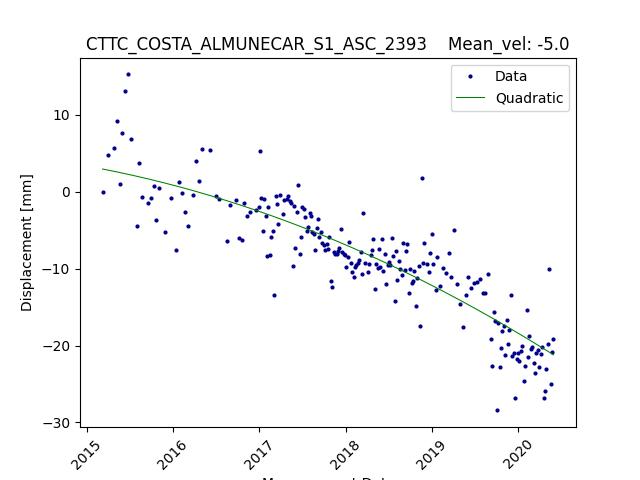 CTTC_COSTA_ALMUNECAR_S1_ASC_2393 Mean_vel: -5.0
Data
Quadratic
Displacement [mm]
10
0
−10
−20
−30
2015
2016
2017
2018
2019
2020